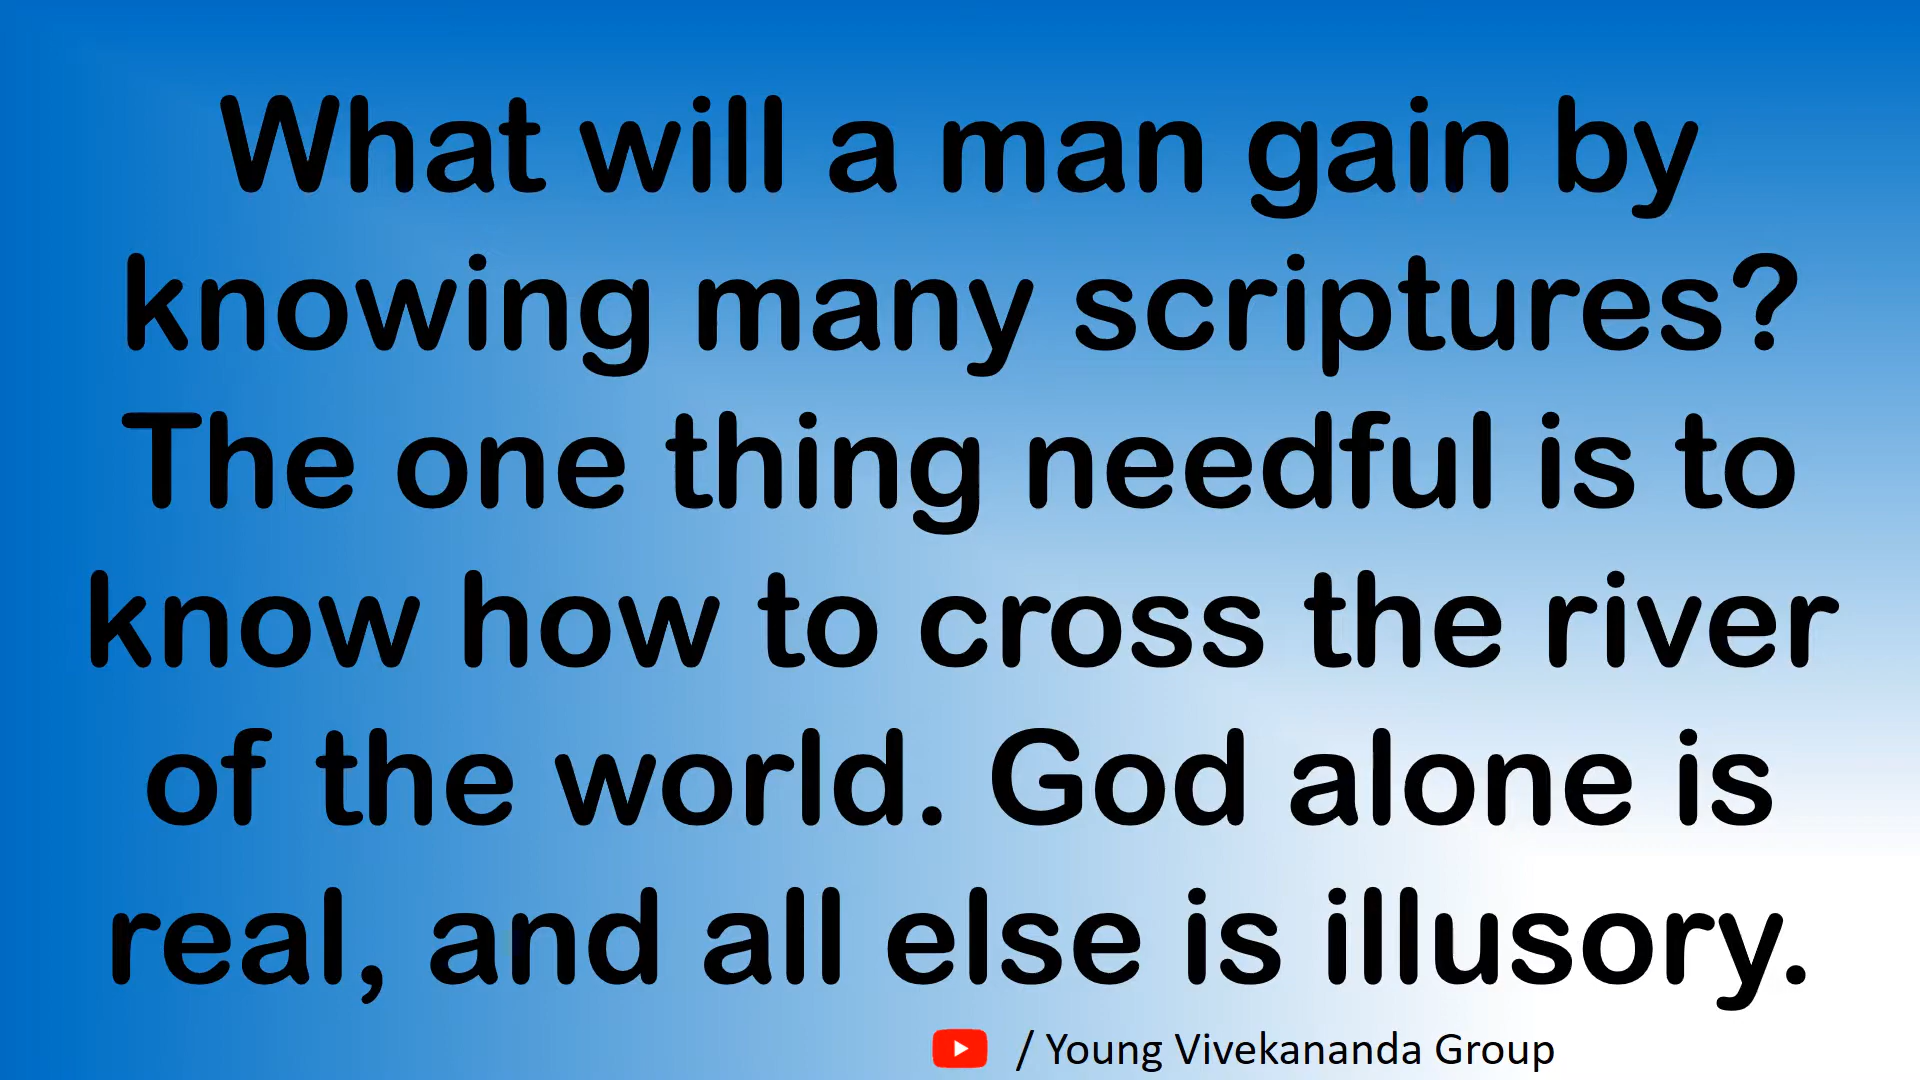 What will a man gain by
knowing many scriptures?
The one thing needful is to
know how to cross the river
of the world. God alone is
real, and all else is illusory.
/ Young Vivekananda Group